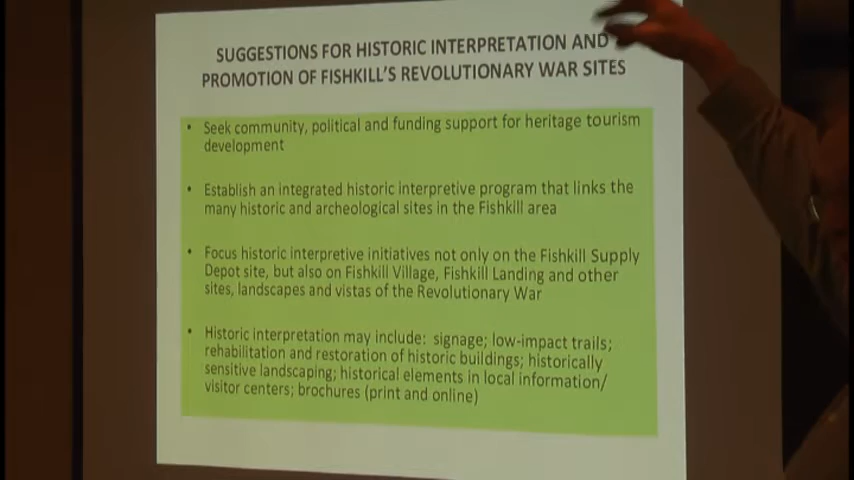 SUGGESTIONS FOR HISTORIC INTERPRETATION AND
PROMOTION OF FISHKILL'S REVOLUTIONARY WAR SITES
• Seek community, political and funding support for heritage tourism
development
• Establish an integrated historic interpretive program that links the
many historic and archeological sites in the Fishkill area
• Focus historic interpretive initiatives not only on the Fishkill Supply
Depot site, but also on Fishkill Village, Fishkill Landing and other
sites, landscapes and vistas of the Revolutionary War
• Historic interpretation may include: signage; low-impact trails;
rehabilitation and restoration of historic buildings; historically
sensitive landscaping; historical elements in local information/
visitor centers; brochures (print and online)